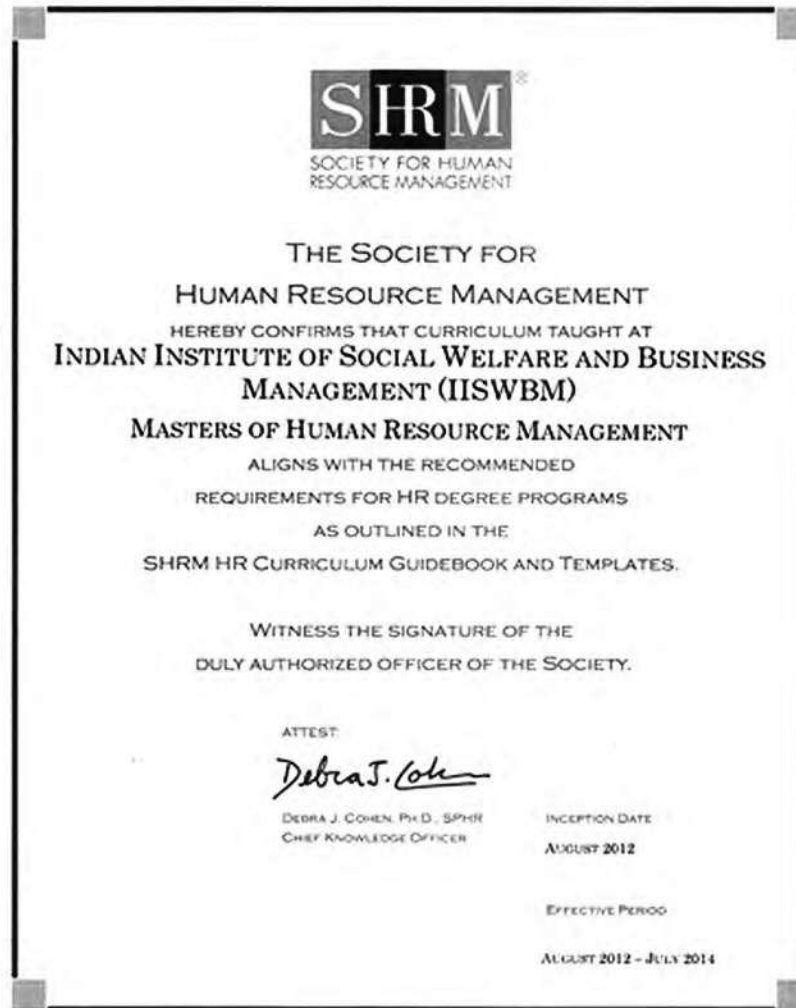 SHRM®
SOCIETY FOR HUMAN
RESOURCE MANAGEMENT
THE SOCIETY FOR
HUMAN RESOURCE MANAGEMENT
HEREBY CONFIRMS THAT CURRICULUM TAUGHT AT
INDIAN INSTITUTE OF SOCIAL WELFARE AND BUSINESS
MANAGEMENT (IISWBM)
MASTERS OF HUMAN RESOURCE MANAGEMENT
ALIGNS WITH THE RECOMMENDED
REQUIREMENTS FOR HR DEGREE PROGRAMS
AS OUTLINED IN THE
SHRM HR CURRICULUM GUIDEBOOK AND TEMPLATES.
WITNESS THE SIGNATURE OF THE
DULY AUTHORIZED OFFICER OF THE SOCIETY.
ATTEST:
Debra J. Cohen
DEBRA J. COHEN, PH.D., SPHR
CHIEF KNOWLEDGE OFFICER
INCEPTION DATE
AUGUST 2012
EFFECTIVE PERIOD
AUGUST 2012 – JULY 2014